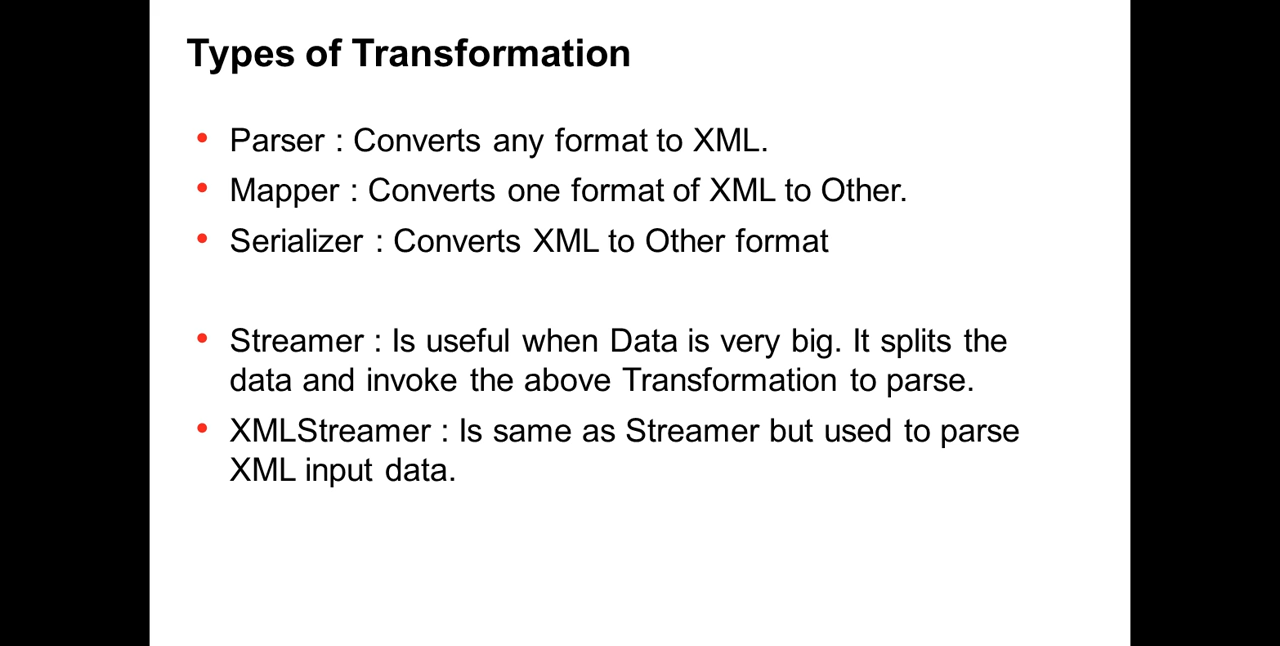 Types of Transformation
• Parser : Converts any format to XML.
• Mapper : Converts one format of XML to Other.
• Serializer : Converts XML to Other format
• Streamer : Is useful when Data is very big. It splits the
data and invoke the above Transformation to parse.
• XMLStreamer : Is same as Streamer but used to parse
XML input data.